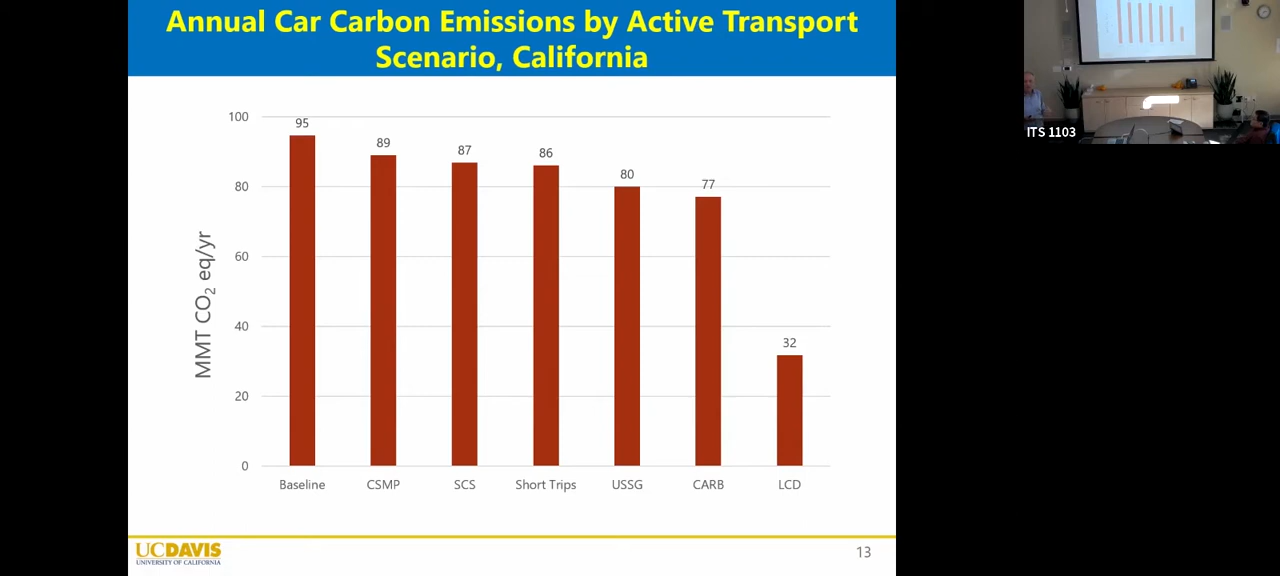 Annual Car Carbon Emissions by Active Transport
Scenario, California
100
80
60
40
20
0
MMT CO₂ eq/yr
95
89
87
86
80
77
32
Baseline
CSMP
SCS
Short Trips
USSG
CARB
LCD
UCDAVIS
UNIVERSITY OF CALIFORNIA
13
ITS 1103